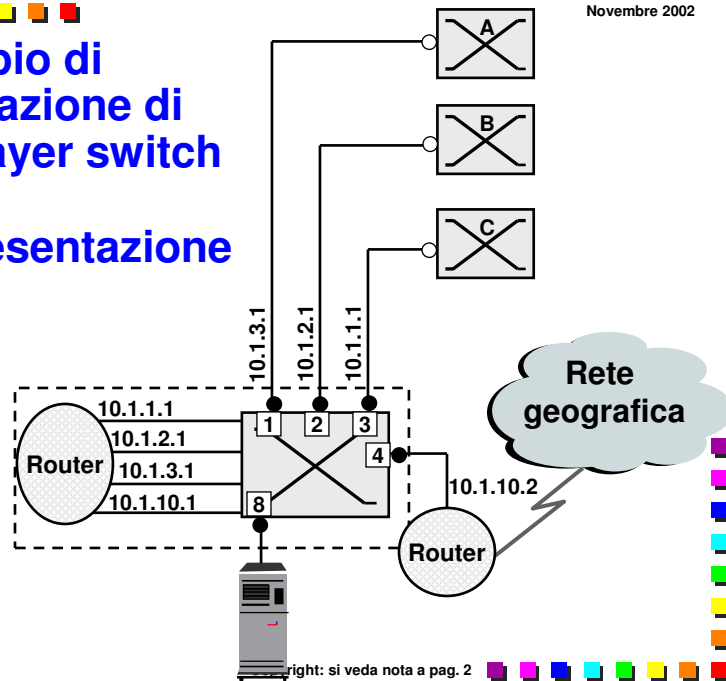 Novembre 2002
pio di
azione di
ayer switch
esentazione
A
B
C
10.1.3.1
10.1.2.1
10.1.1.1
Rete
geografica
1
2
3
4
8
Router
10.1.1.1
10.1.2.1
10.1.3.1
10.1.10.1
10.1.10.2
Router
right: si veda nota a pag. 2